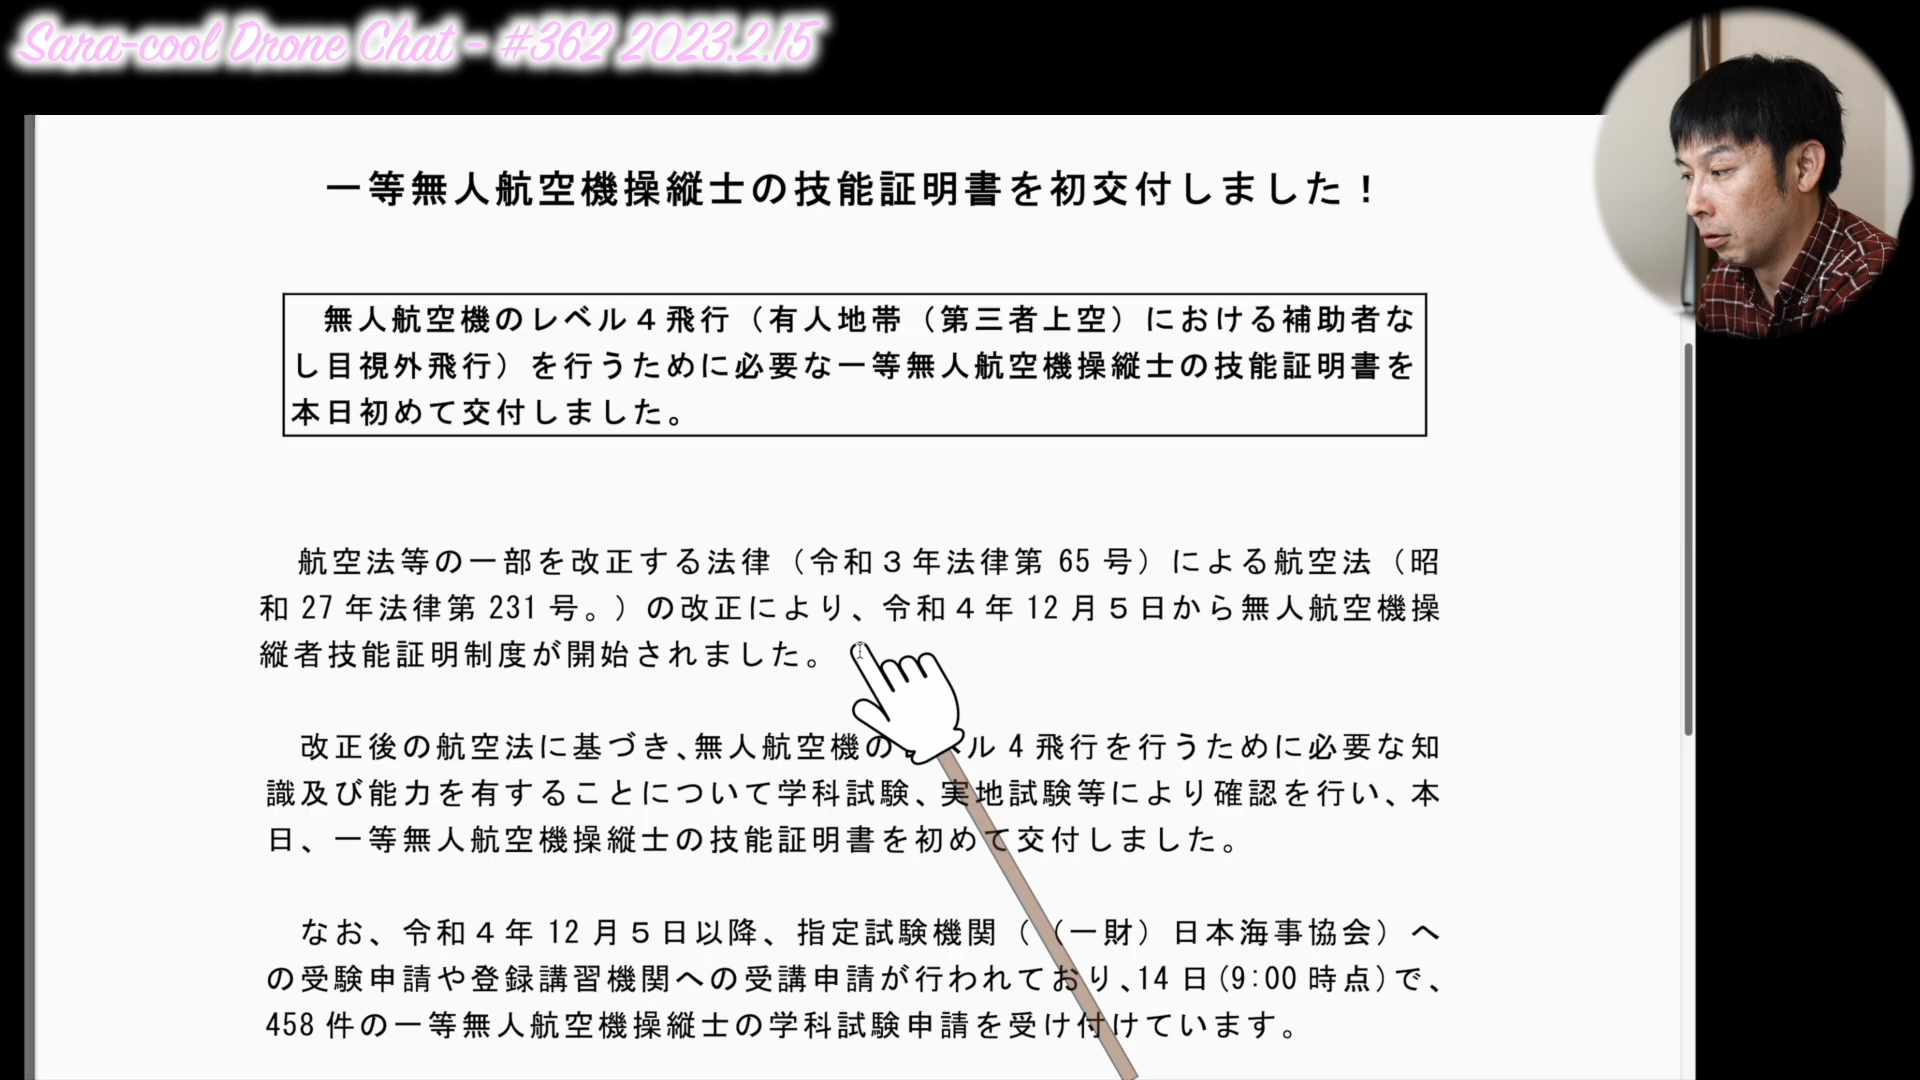 Sara-cool Drone Chat - #362 2023.2.15
一等無人航空機操縦士の技能証明書を初交付しました！
無人航空機のレベル４飛行（有人地帯（第三者上空）における補助者な
し目視外飛行）を行うために必要な一等無人航空機操縦士の技能証明書を
本日初めて交付しました。
航空法等の一部を改正する法律（令和３年法律第 65 号）による航空法（昭
和 27 年法律第 231 号。）の改正により、令和４年 12 月５日から無人航空機操
縦者技能証明制度が開始されました。
改正後の航空法に基づき、無人航空機のベル 4 飛行を行うために必要な知
識及び能力を有することについて学科試験、実地試験等により確認を行い、本
日、一等無人航空機操縦士の技能証明書を初めて交付しました。
なお、令和４年 12 月５日以降、指定試験機関（（一財）日本海事協会）へ
の受験申請や登録講習機関への受講申請が行われており、14 日(9:00 時点)で、
458 件の一等無人航空機操縦士の学科試験申請を受け付けています。